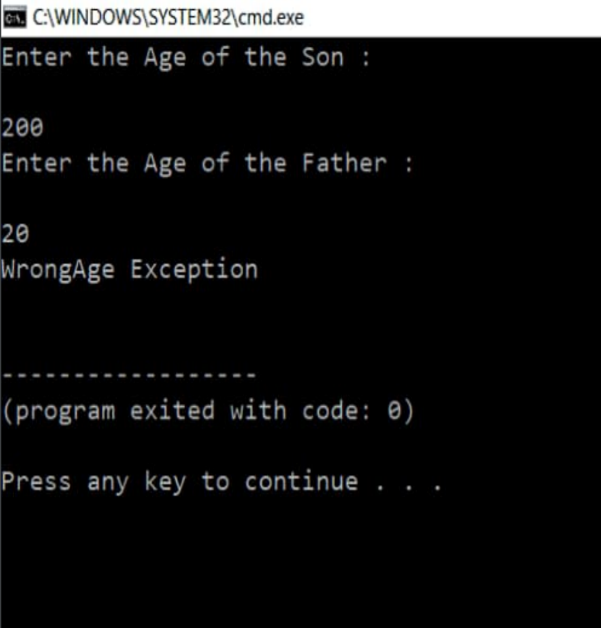 C:\WINDOWS\SYSTEM32\cmd.exe
Enter the Age of the Son :
200
Enter the Age of the Father :
20
WrongAge Exception
------------------
(program exited with code: 0)
Press any key to continue . . .